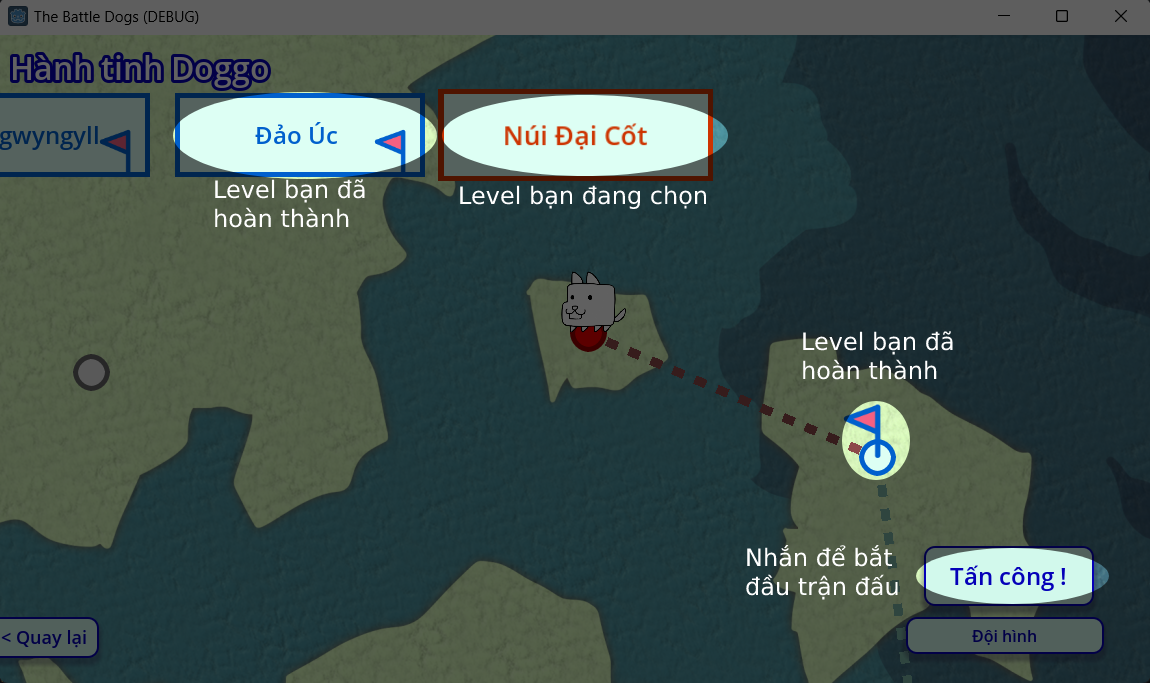 The Battle Dogs (DEBUG)
Hành tinh Doggo
gwyngyll
Đảo Úc
Núi Đại Cốt
Level bạn đã
hoàn thành
Level bạn đang chọn
Level bạn đã
hoàn thành
Nhắn để bắt
đầu trận đấu
Tấn công !
< Quay lại
Đội hình